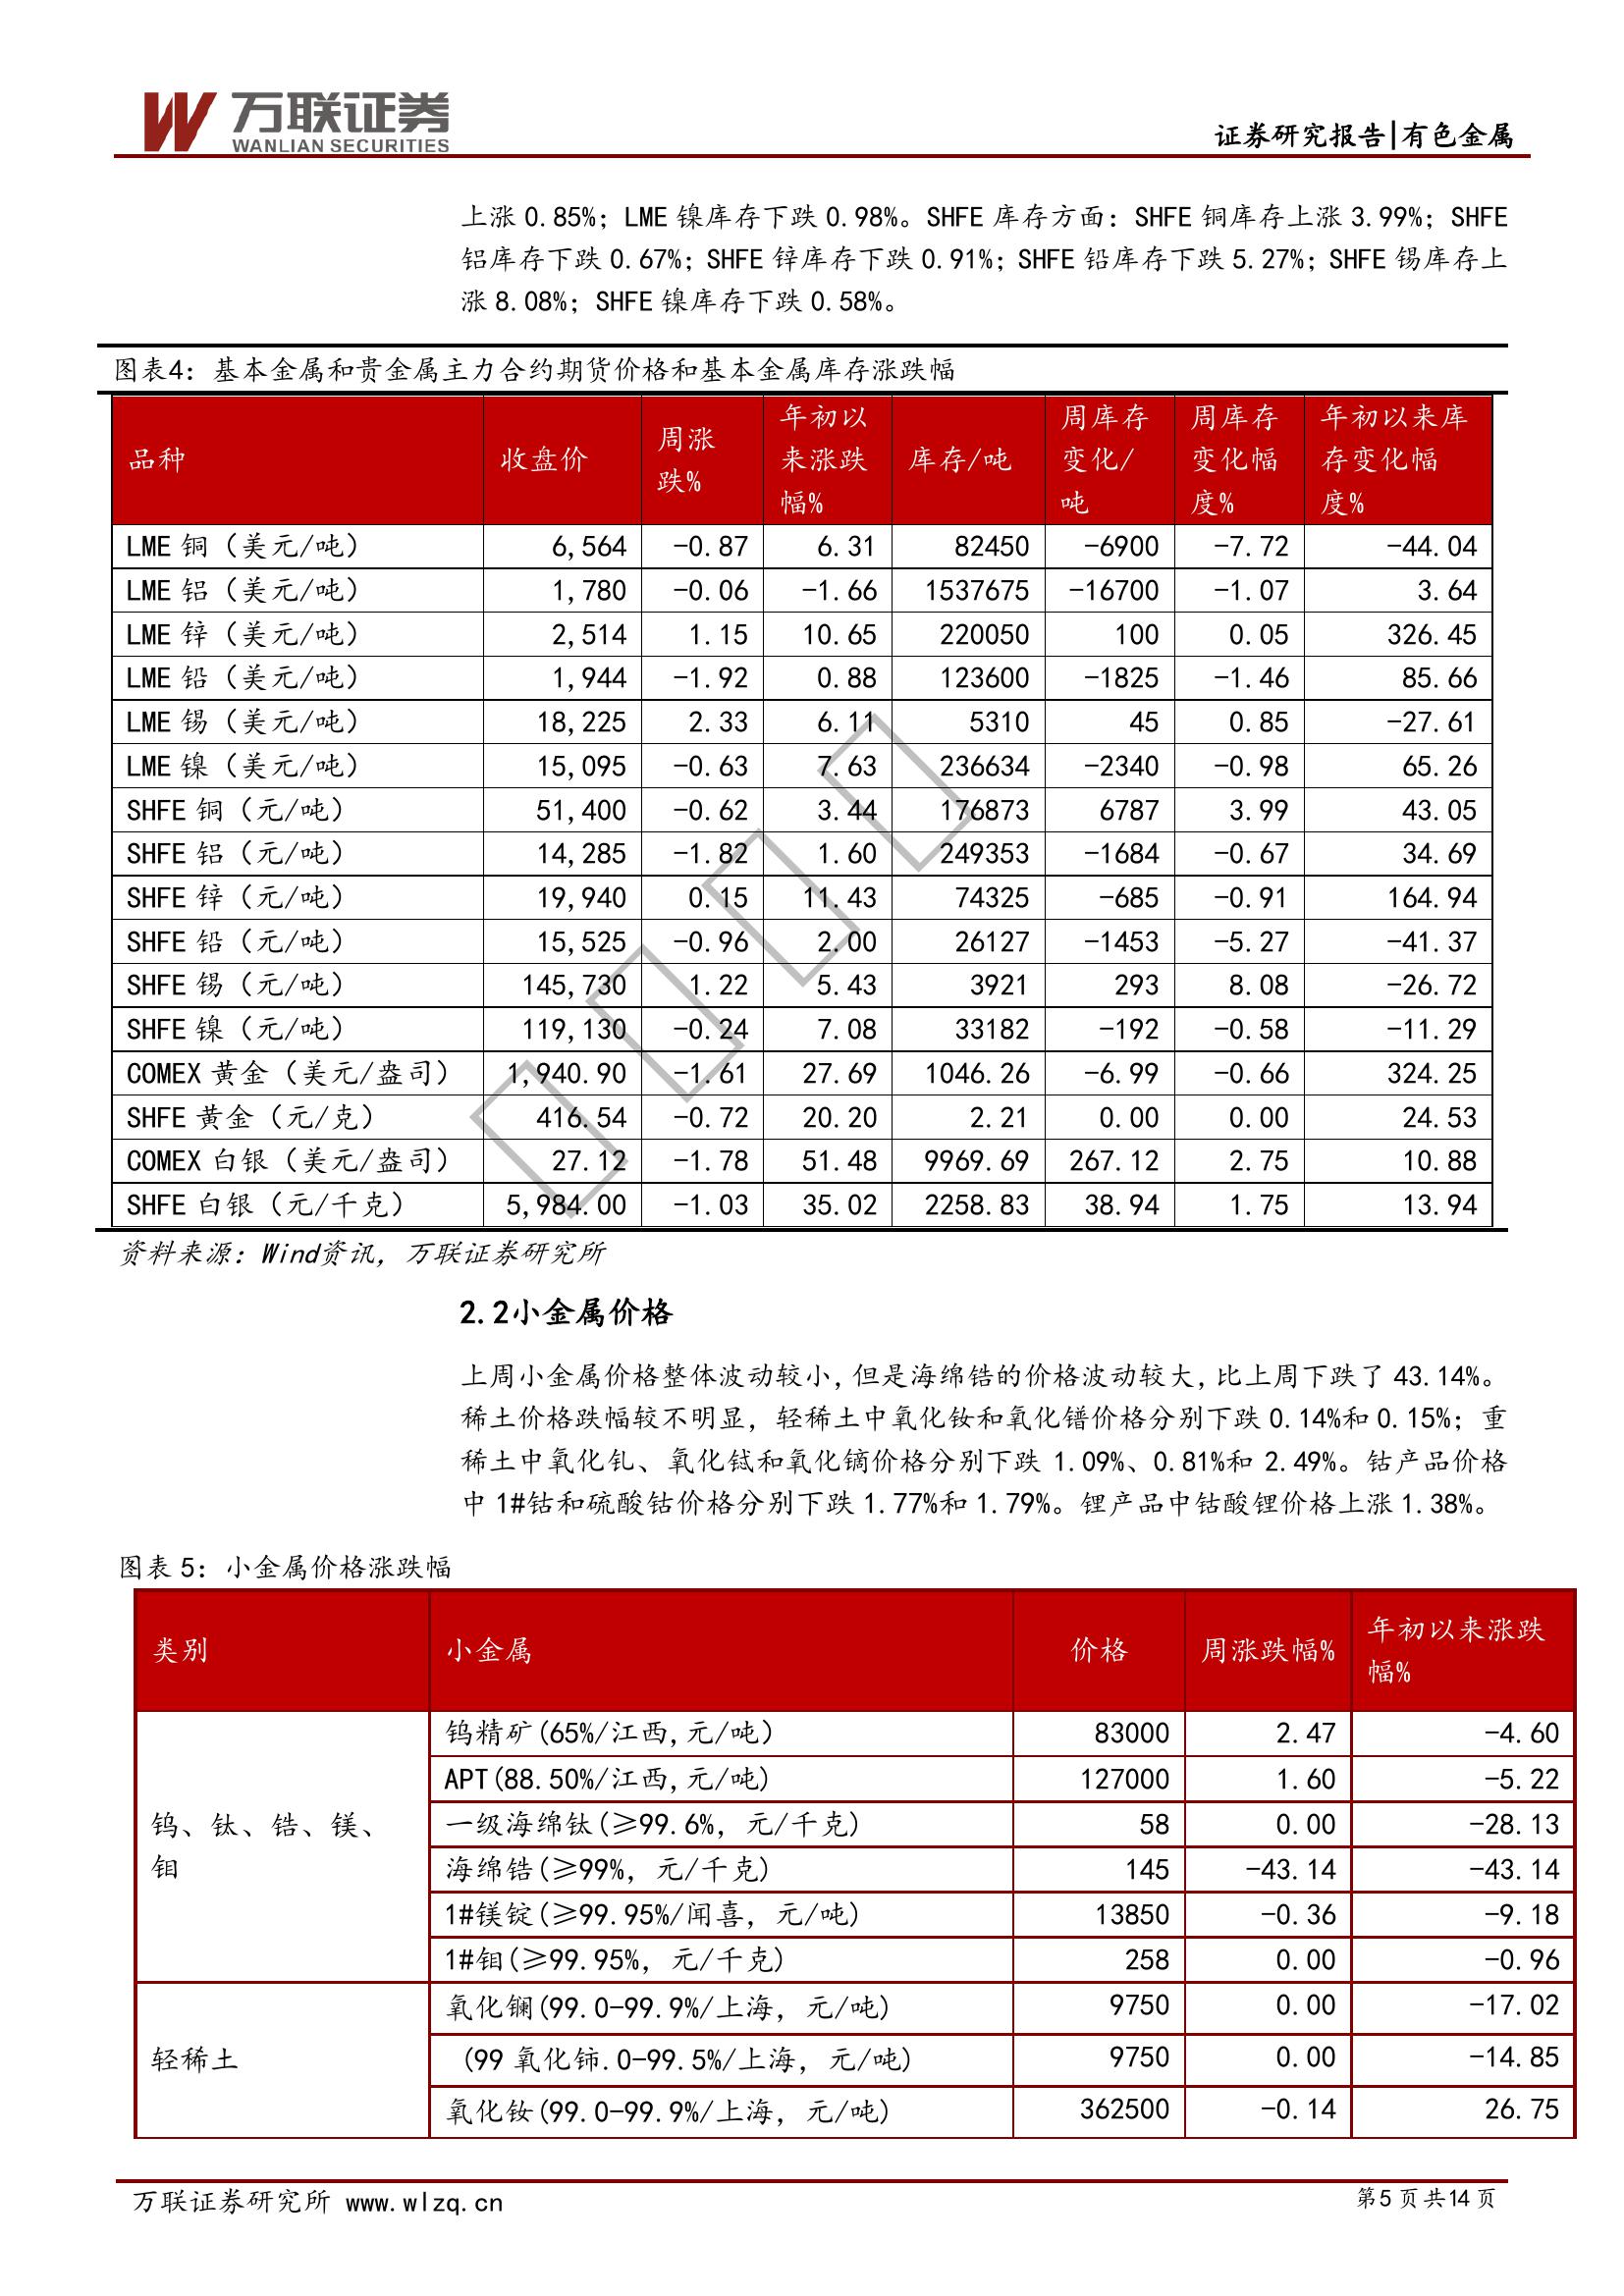 万联证券
WANLIAN SECURITIES
证券研究报告|有色金属
上涨 0.85%；LME 镍库存下跌 0.98%。SHFE 库存方面：SHFE 铜库存上涨 3.99%；SHFE
铝库存下跌 0.67%；SHFE 锌库存下跌 0.91%；SHFE 铅库存下跌 5.27%；SHFE 锡库存上
涨 8.08%；SHFE 镍库存下跌 0.58%。
图表4：基本金属和贵金属主力合约期货价格和基本金属库存涨跌幅
品种 收盘价 周涨跌% 年初以来涨跌幅% 库存/吨 周库存变化/吨 周库存变化幅度% 年初以来库存变化幅度%
LME 铜（美元/吨） 6,564 -0.87 6.31 82450 -6900 -7.72 -44.04
LME 铝（美元/吨） 1,780 -0.06 -1.66 1537675 -16700 -1.07 3.64
LME 锌（美元/吨） 2,514 1.15 10.65 220050 100 0.05 326.45
LME 铅（美元/吨） 1,944 -1.92 0.88 123600 -1825 -1.46 85.66
LME 锡（美元/吨） 18,225 2.33 6.11 5310 45 0.85 -27.61
LME 镍（美元/吨） 15,095 -0.63 7.63 236634 -2340 -0.98 65.26
SHFE 铜（元/吨） 51,400 -0.62 3.44 176873 6787 3.99 43.05
SHFE 铝（元/吨） 14,285 -1.82 1.60 249353 -1684 -0.67 34.69
SHFE 锌（元/吨） 19,940 0.15 11.43 74325 -685 -0.91 164.94
SHFE 铅（元/吨） 15,525 -0.96 2.00 26127 -1453 -5.27 -41.37
SHFE 锡（元/吨） 145,730 1.22 5.43 3921 293 8.08 -26.72
SHFE 镍（元/吨） 119,130 -0.24 7.08 33182 -192 -0.58 -11.29
COMEX 黄金（美元/盎司） 1,940.90 -1.61 27.69 1046.26 -6.99 -0.66 324.25
SHFE 黄金（元/克） 416.54 -0.72 20.20 2.21 0.00 0.00 24.53
COMEX 白银（美元/盎司） 27.12 -1.78 51.48 9969.69 267.12 2.75 10.88
SHFE 白银（元/千克） 5,984.00 -1.03 35.02 2258.83 38.94 1.75 13.94
资料来源：Wind资讯，万联证券研究所
2.2小金属价格
上周小金属价格整体波动较小,但是海绵锆的价格波动较大,比上周下跌了 43.14%。
稀土价格跌幅较不明显，轻稀土中氧化钕和氧化镨价格分别下跌 0.14%和 0.15%；重
稀土中氧化钆、氧化铽和氧化镝价格分别下跌 1.09%、0.81%和 2.49%。钴产品价格
中 1#钴和硫酸钴价格分别下跌 1.77%和 1.79%。锂产品中钴酸锂价格上涨 1.38%。
图表 5：小金属价格涨跌幅
类别 小金属 价格 周涨跌幅% 年初以来涨跌幅%
钨、钛、锆、镁、钼
钨精矿(65%/江西,元/吨) 83000 2.47 -4.60
APT(88.50%/江西,元/吨) 127000 1.60 -5.22
一级海绵钛(≥99.6%，元/千克) 58 0.00 -28.13
海绵锆(≥99%，元/千克) 145 -43.14 -43.14
1#镁锭(≥99.95%/闻喜，元/吨) 13850 -0.36 -9.18
1#钼(≥99.95%，元/千克) 258 0.00 -0.96
轻稀土
氧化镧(99.0-99.9%/上海，元/吨) 9750 0.00 -17.02
(99 氧化铈.0-99.5%/上海，元/吨) 9750 0.00 -14.85
氧化钕(99.0-99.9%/上海，元/吨) 362500 -0.14 26.75
万联证券研究所 www.wlzq.cn
第5 页 共14 页